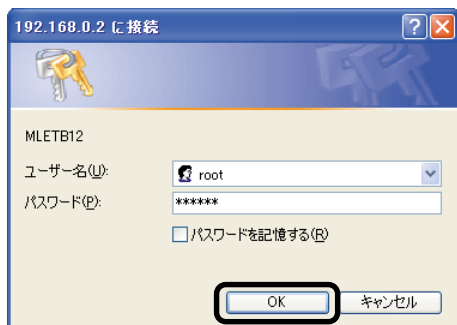 192.168.0.2 に接続
MLETB12
ユーザー名(U):
root
パスワード(P):
******
パスワードを記憶する(R)
OK
キャンセル